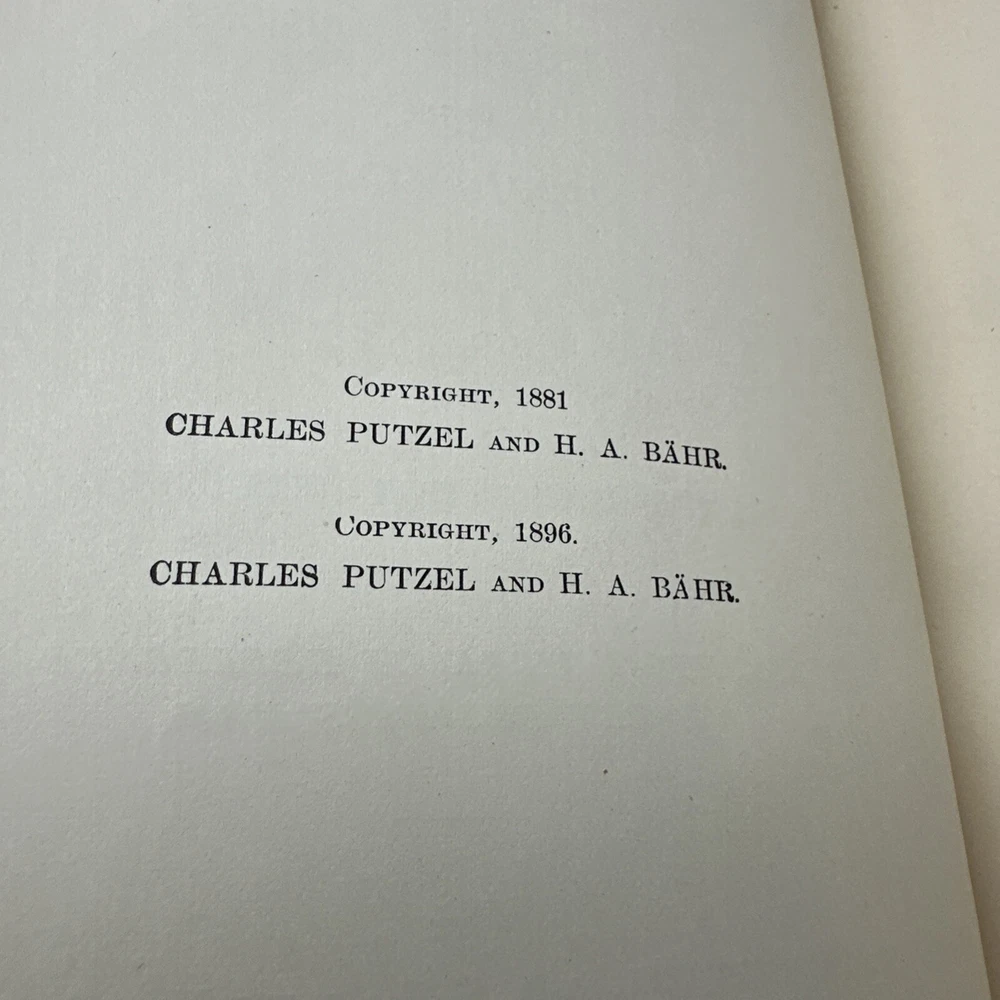 COPYRIGHT, 1881
CHARLES PUTZEL AND H. A. BÄHR.
COPYRIGHT, 1896.
CHARLES PUTZEL AND H. A. BÄHR.